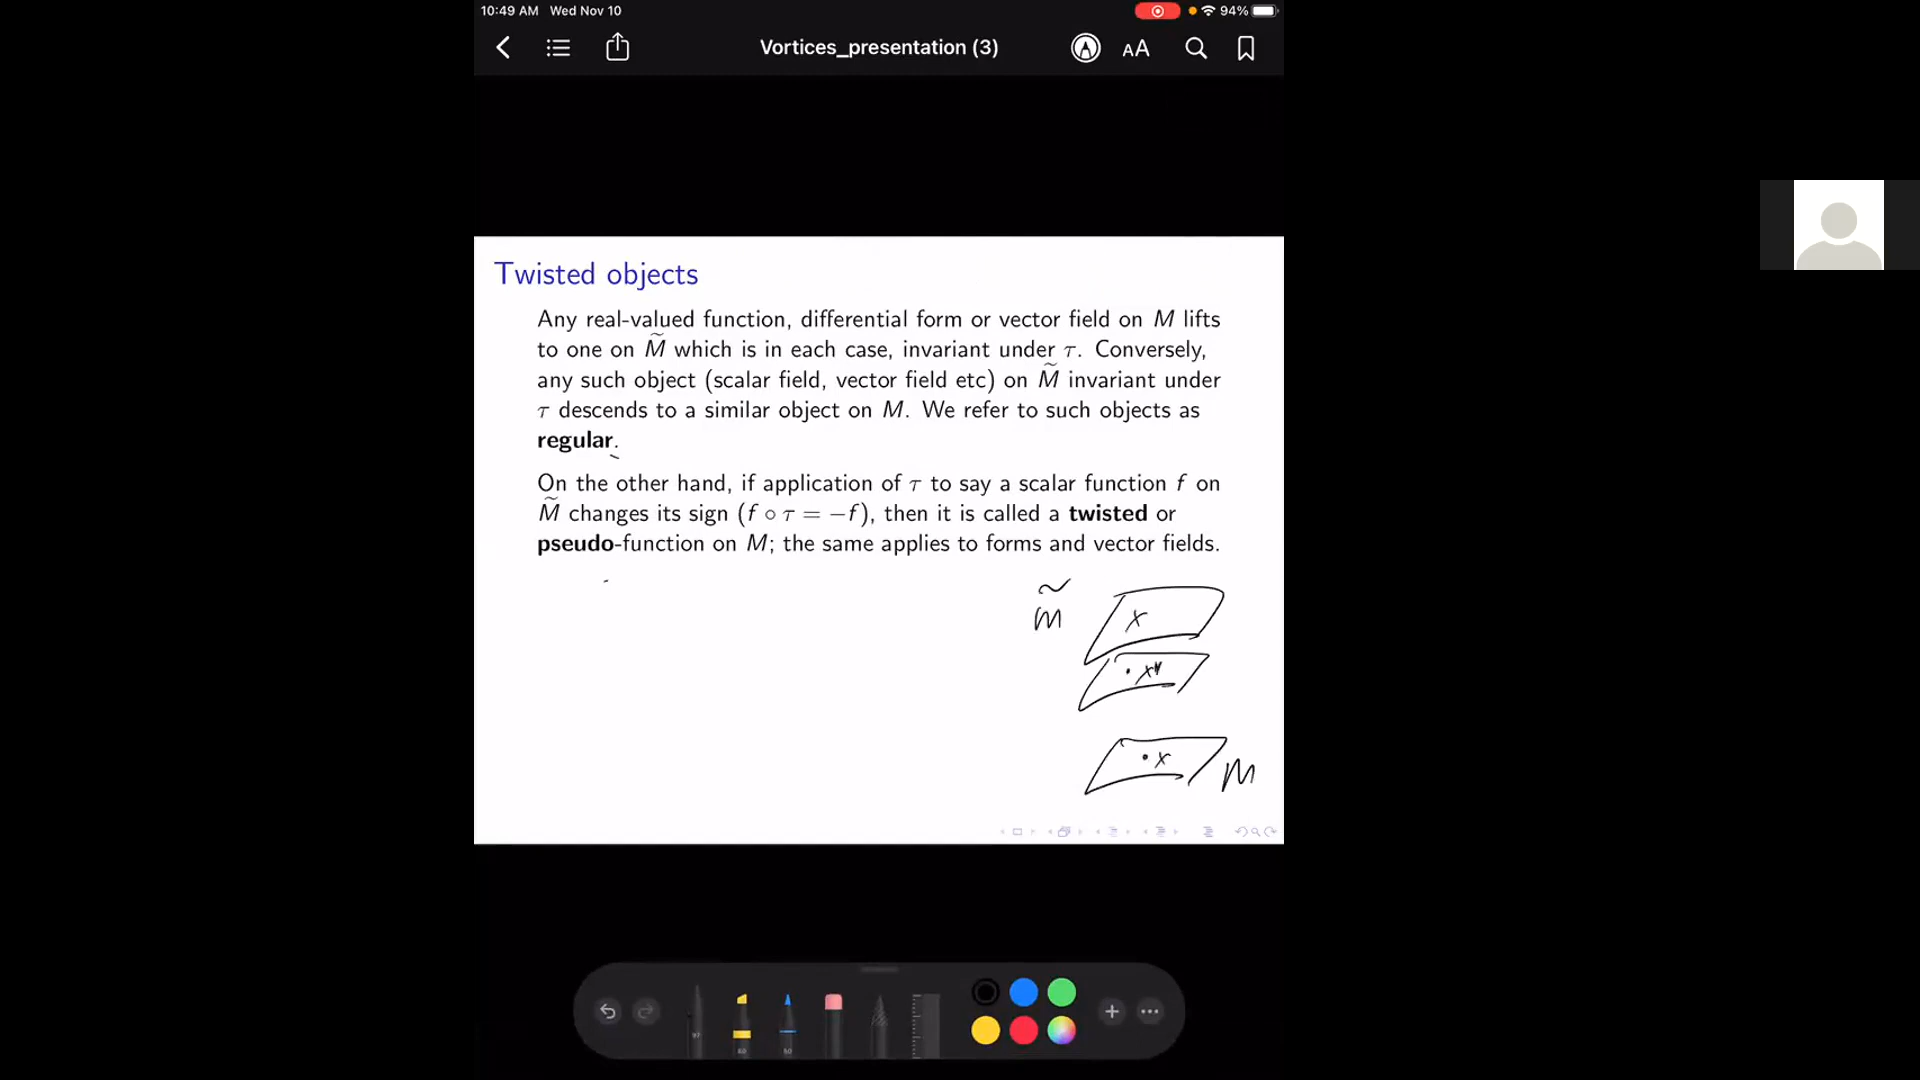 10:49 AM Wed Nov 10
94%
Vortices_presentation (3)
AA
Twisted objects
Any real-valued function, differential form or vector field on M lifts
to one on M̃ which is in each case, invariant under τ. Conversely,
any such object (scalar field, vector field etc) on M̃ invariant under
τ descends to a similar object on M. We refer to such objects as
regular.
On the other hand, if application of τ to say a scalar function f on
M̃ changes its sign (f ∘ τ = −f), then it is called a twisted or
pseudo-function on M; the same applies to forms and vector fields.
M̃
x
x
M